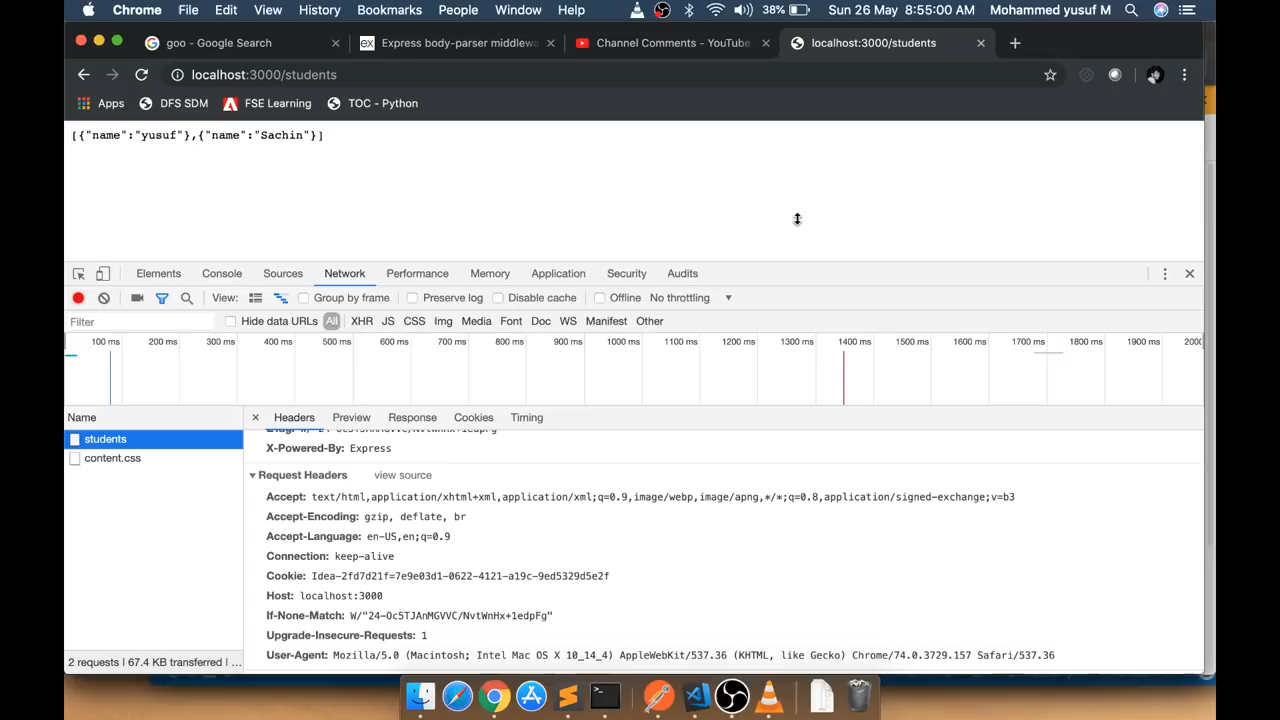 Chrome File Edit View History Bookmarks People Window Help 38% Sun 26 May 8:55:00 AM Mohammed yusuf M
goo - Google Search ex Express body-parser middlewa Channel Comments - YouTube localhost:3000/students
localhost:3000/students
Apps DFS SDM FSE Learning TOC - Python
[{"name":"yusuf"},{"name":"Sachin"}]
Elements Console Sources Network Performance Memory Application Security Audits
View: Group by frame Preserve log Disable cache Offline No throttling
Filter Hide data URLs All XHR JS CSS Img Media Font Doc WS Manifest Other
100 ms 200 ms 300 ms 400 ms 500 ms 600 ms 700 ms 800 ms 900 ms 1000 ms 1100 ms 1200 ms 1300 ms 1400 ms 1500 ms 1600 ms 1700 ms 1800 ms 1900 ms
Name Headers Preview Response Cookies Timing
students
X-Powered-By: Express
content.css
Request Headers view source
Accept: text/html,application/xhtml+xml,application/xml;q=0.9,image/webp,image/apng,*/*;q=0.8,application/signed-exchange;v=b3
Accept-Encoding: gzip, deflate, br
Accept-Language: en-US,en;q=0.9
Connection: keep-alive
Cookie: Idea-2fd7d21f=7e9e03d1-0622-4121-a19c-9ed5329d5e2f
Host: localhost:3000
If-None-Match: W/"24-Oc5TJAnMGVVC/NvtWnHx+1edpFg"
Upgrade-Insecure-Requests: 1
User-Agent: Mozilla/5.0 (Macintosh; Intel Mac OS X 10_14_4) AppleWebKit/537.36 (KHTML, like Gecko) Chrome/74.0.3729.157 Safari/537.36
2 requests | 67.4 KB transferred | ...